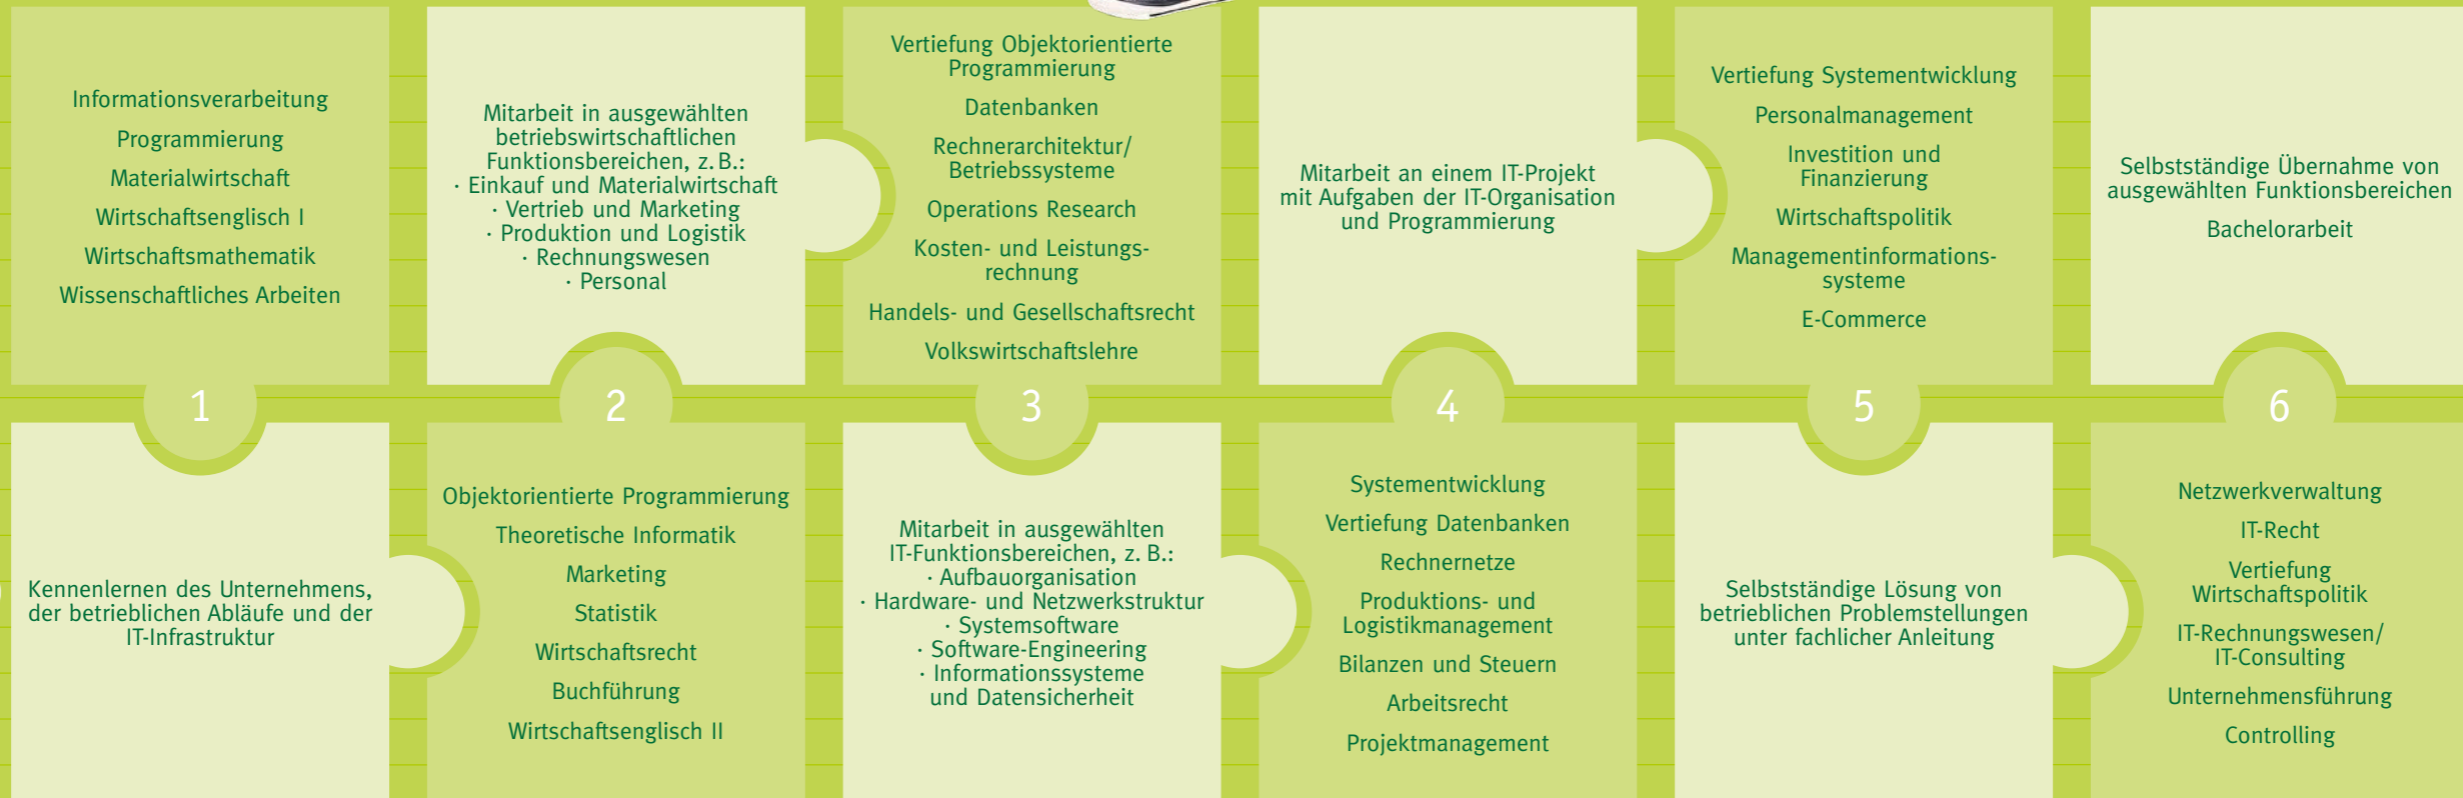 Informationsverarbeitung
Programmierung
Materialwirtschaft
Wirtschaftsenglisch I
Wirtschaftsmathematik
Wissenschaftliches Arbeiten
1
Kennenlernen des Unternehmens,
der betrieblichen Abläufe und der
IT-Infrastruktur
Mitarbeit in ausgewählten
betriebswirtschaftlichen
Funktionsbereichen, z. B.:
· Einkauf und Materialwirtschaft
· Vertrieb und Marketing
· Produktion und Logistik
· Rechnungswesen
· Personal
2
Objektorientierte Programmierung
Theoretische Informatik
Marketing
Statistik
Wirtschaftsrecht
Buchführung
Wirtschaftsenglisch II
Vertiefung Objektorientierte
Programmierung
Datenbanken
Rechnerarchitektur/
Betriebssysteme
Operations Research
Kosten- und Leistungs-
rechnung
Handels- und Gesellschaftsrecht
Volkswirtschaftslehre
3
Mitarbeit in ausgewählten
IT-Funktionsbereichen, z. B.:
· Aufbauorganisation
· Hardware- und Netzwerkstruktur
· Systemsoftware
· Software-Engineering
· Informationssysteme
und Datensicherheit
Mitarbeit an einem IT-Projekt
mit Aufgaben der IT-Organisation
und Programmierung
4
Systementwicklung
Vertiefung Datenbanken
Rechnernetze
Produktions- und
Logistikmanagement
Bilanzen und Steuern
Arbeitsrecht
Projektmanagement
Vertiefung Systementwicklung
Personalmanagement
Investition und
Finanzierung
Wirtschaftspolitik
Managementinformations-
systeme
E-Commerce
5
Selbstständige Lösung von
betrieblichen Problemstellungen
unter fachlicher Anleitung
Selbstständige Übernahme von
ausgewählten Funktionsbereichen
Bachelorarbeit
6
Netzwerkverwaltung
IT-Recht
Vertiefung
Wirtschaftspolitik
IT-Rechnungswesen/
IT-Consulting
Unternehmensführung
Controlling